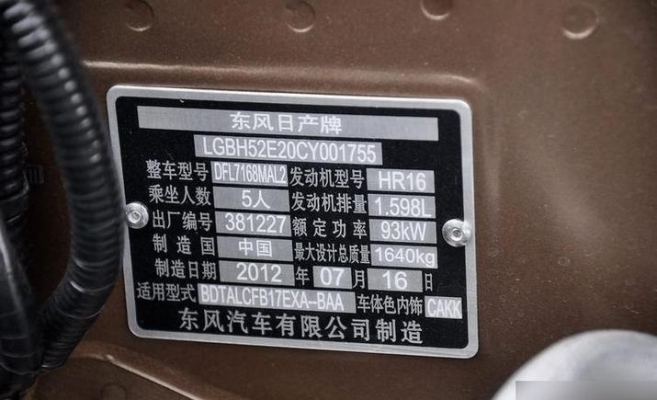 东风日产牌
LGBH52E20CY001755
整车型号 DFL7168MAL2 发动机型号 HR16
乘坐人数 5人 发动机排量 1.598L
出厂编号 381227 额定功率 93kW
制造国 中国 最大设计总质量 1640kg
制造日期 2012 年 07 月 16 日
适用型式 BDTALCFB17EXA-BAA 车体色内饰 CAKK
东风汽车有限公司制造